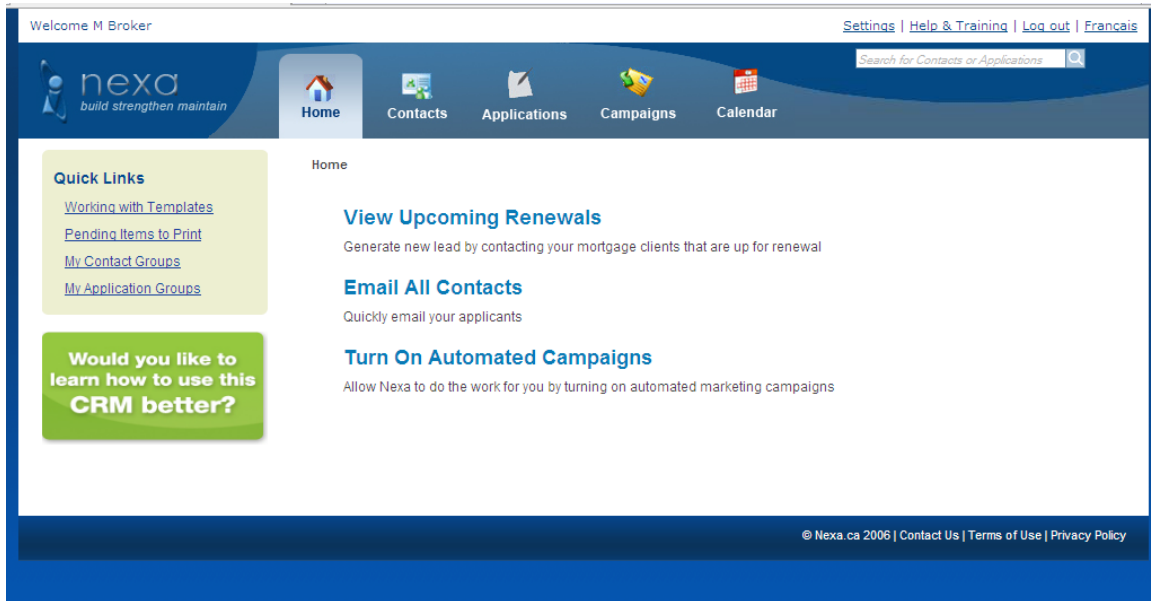 Welcome M Broker
Settings | Help & Training | Log out | Français
nexa
build strengthen maintain
Home
Contacts
Applications
Campaigns
Calendar
Search for Contacts or Applications
Quick Links
Working with Templates
Pending Items to Print
My Contact Groups
My Application Groups
Would you like to
learn how to use this
CRM better?
Home
View Upcoming Renewals
Generate new lead by contacting your mortgage clients that are up for renewal
Email All Contacts
Quickly email your applicants
Turn On Automated Campaigns
Allow Nexa to do the work for you by turning on automated marketing campaigns
© Nexa.ca 2006 | Contact Us | Terms of Use | Privacy Policy